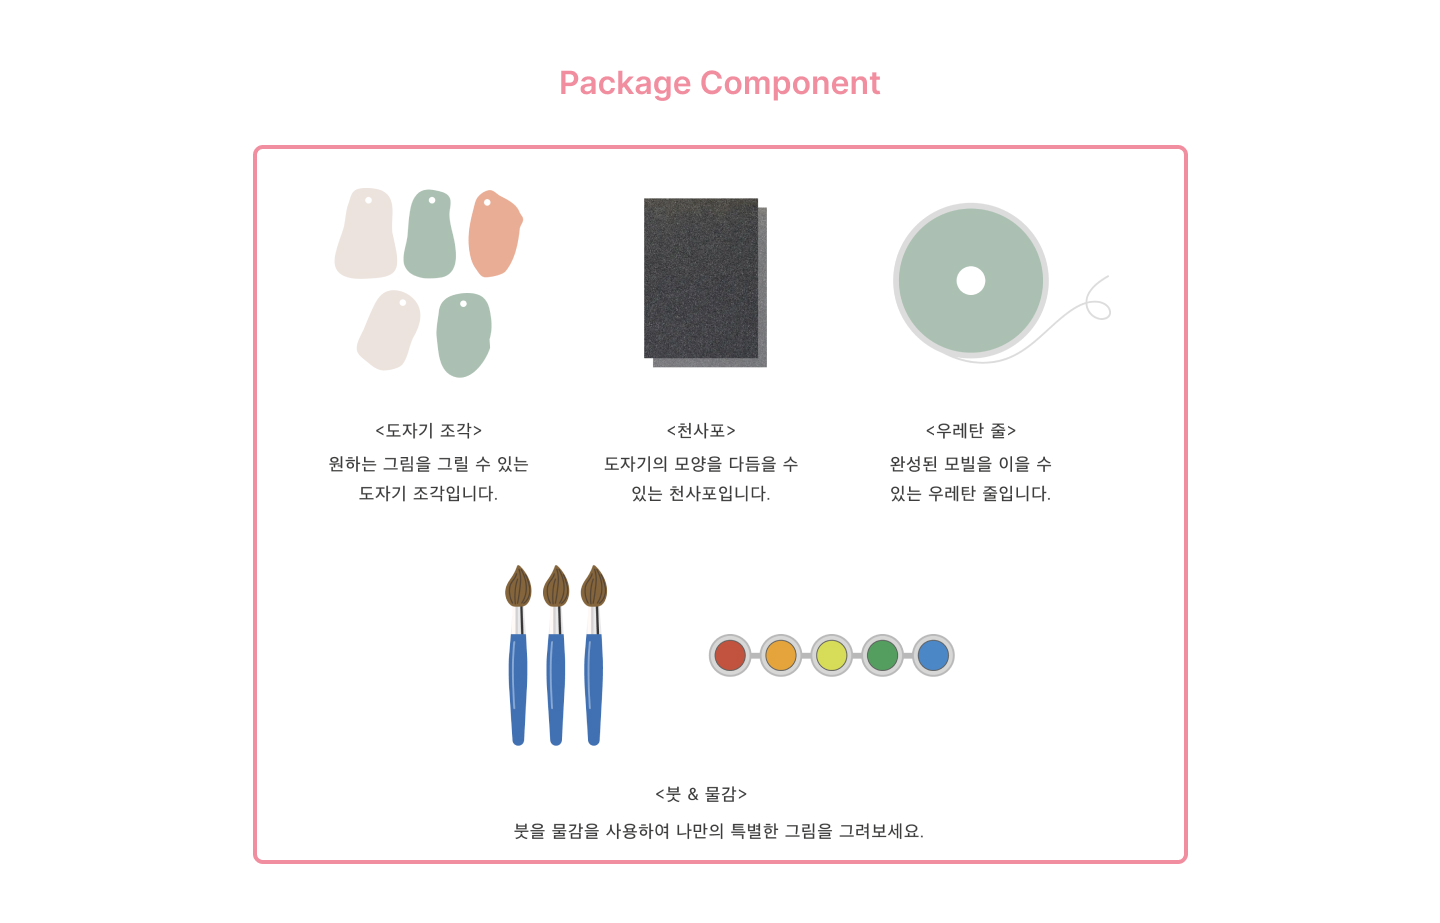 Package Component
<도자기 조각>
원하는 그림을 그릴 수 있는
도자기 조각입니다.
<천사포>
도자기의 모양을 다듬을 수
있는 천사포입니다.
<우레탄 줄>
완성된 모빌을 이을 수
있는 우레탄 줄입니다.
<붓 & 물감>
붓을 물감을 사용하여 나만의 특별한 그림을 그려보세요.